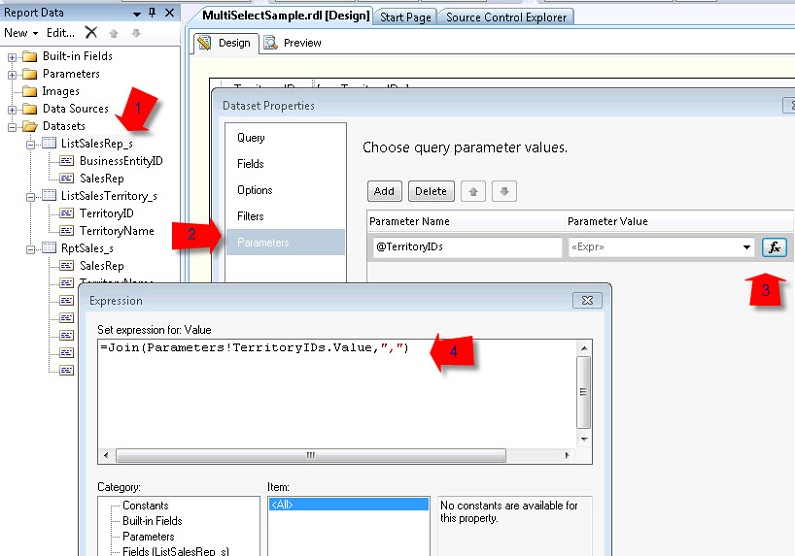 Report Data
New Edit...
Built-in Fields
Parameters
Images
Data Sources
Datasets
ListSalesRep_s
BusinessEntityID
SalesRep
ListSalesTerritory_s
TerritoryID
TerritoryName
RptSales_s
SalesRep
TerritoryName
1
MultiSelectSample.rdl [Design]
Start Page
Source Control Explorer
Design
Preview
Dataset Properties
Query
Fields
Options
Filters
Parameters
2
Choose query parameter values.
Add
Delete
Parameter Name
Parameter Value
@TerritoryIDs
«Expr»
fx
3
Expression
Set expression for: Value
=Join(Parameters!TerritoryIDs.Value,",")
4
Category:
Constants
Built-in Fields
Parameters
Fields (ListSalesRep_s)
Item:
<All>
No constants are available for
this property.